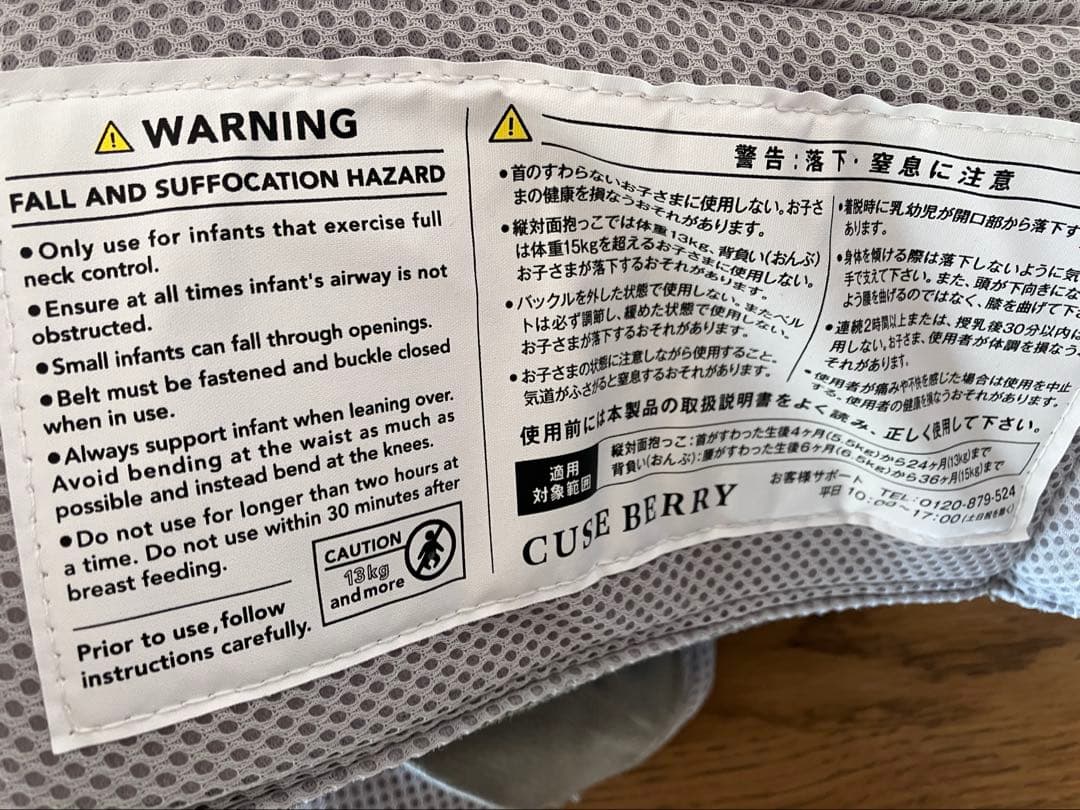 WARNING
FALL AND SUFFOCATION HAZARD
●Only use for infants that exercise full
neck control.
●Ensure at all times infant's airway is not
obstructed.
●Small infants can fall through openings.
●Belt must be fastened and buckle closed
when in use.
●Always support infant when leaning over.
Avoid bending at the waist as much as
possible and instead bend at the knees.
●Do not use for longer than two hours at
a time. Do not use within 30 minutes after
breast feeding.
Prior to use,follow
instructions carefully.
CAUTION
13kg
and more
警告:落下・窒息に注意
●首のすわらないお子さまに使用しない。お子さ
まの健康を損なうおそれがあります。
●縦対面抱っこでは体重13kg、背負い(おんぶ)
は体重15kgを超えるお子さまに使用しない。
お子さまが落下するおそれがあります。
●バックルを外した状態で使用しない。またベル
トは必ず調節し、緩めた状態で使用しない。
お子さまが落下するおそれがあります。
●お子さまの状態に注意しながら使用すること。
気道がふさがると窒息するおそれがあります。
●着脱時に乳幼児が開口部から落下す
あります。
●身体を傾ける際は落下しないように気
手で支えて下さい。また、頭が下向きにな
よう腰を曲げるのではなく、膝を曲げて下さ
●連続2時間以上または、授乳後30分以内は
用しない。お子さま、使用者が体調を損なう
それがあります。
●使用者が痛みや不快を感じた場合は使用を中止
する。使用者の健康を損なうおそれがあります。
使用前には本製品の取扱説明書をよく読み、正しく使用して下さい。
適用
対象範囲
縦対面抱っこ:首がすわった生後4ヶ月(5.5kg)から24ヶ月(13kg)まで
背負い(おんぶ):腰がすわった生後6ヶ月(6.5kg)から36ヶ月(15kg)まで
CUSE BERRY
お客様サポート TEL:0120-879-524
平日 10:00~17:00(土日祝を除く)